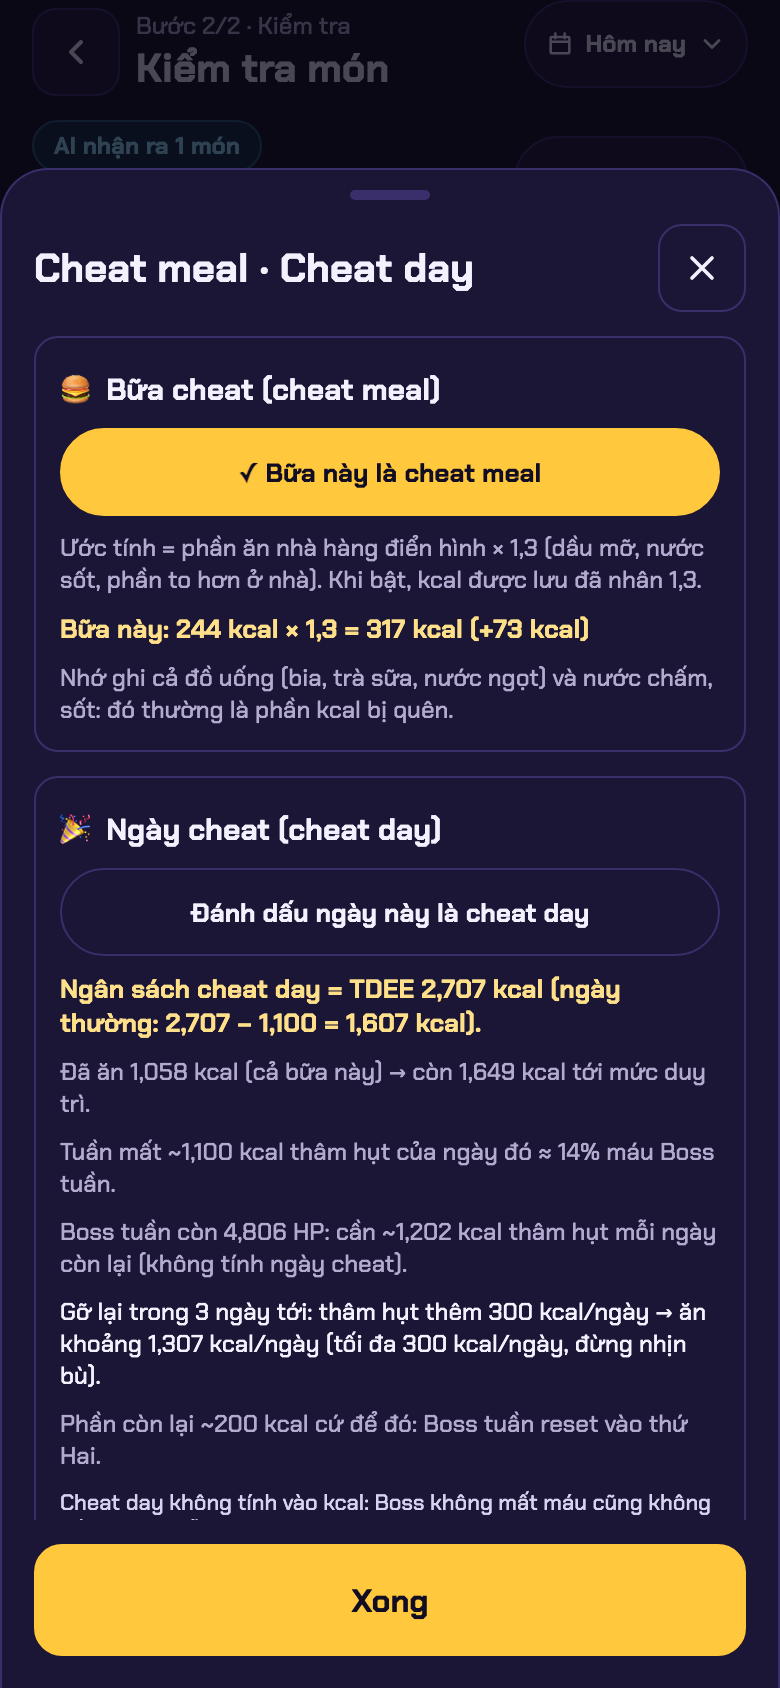 Bước 2/2 · Kiểm tra
Kiểm tra món
Hôm nay
AI nhận ra 1 món
Cheat meal · Cheat day
Bữa cheat (cheat meal)
✓ Bữa này là cheat meal
Ước tính = phần ăn nhà hàng điển hình × 1,3 (dầu mỡ, nước
sốt, phần to hơn ở nhà). Khi bật, kcal được lưu đã nhân 1,3.
Bữa này: 244 kcal × 1,3 = 317 kcal (+73 kcal)
Nhớ ghi cả đồ uống (bia, trà sữa, nước ngọt) và nước chấm,
sốt: đó thường là phần kcal bị quên.
Ngày cheat (cheat day)
Đánh dấu ngày này là cheat day
Ngân sách cheat day = TDEE 2,707 kcal (ngày
thường: 2,707 – 1,100 = 1,607 kcal).
Đã ăn 1,058 kcal (cả bữa này) → còn 1,649 kcal tới mức duy
trì.
Tuần mất ~1,100 kcal thâm hụt của ngày đó ≈ 14% máu Boss
tuần.
Boss tuần còn 4,806 HP: cần ~1,202 kcal thâm hụt mỗi ngày
còn lại (không tính ngày cheat).
Gỡ lại trong 3 ngày tới: thâm hụt thêm 300 kcal/ngày → ăn
khoảng 1,307 kcal/ngày (tối đa 300 kcal/ngày, đừng nhịn
bù).
Phần còn lại ~200 kcal cứ để đó: Boss tuần reset vào thứ
Hai.
Cheat day không tính vào kcal: Boss không mất máu cũng không
Xong